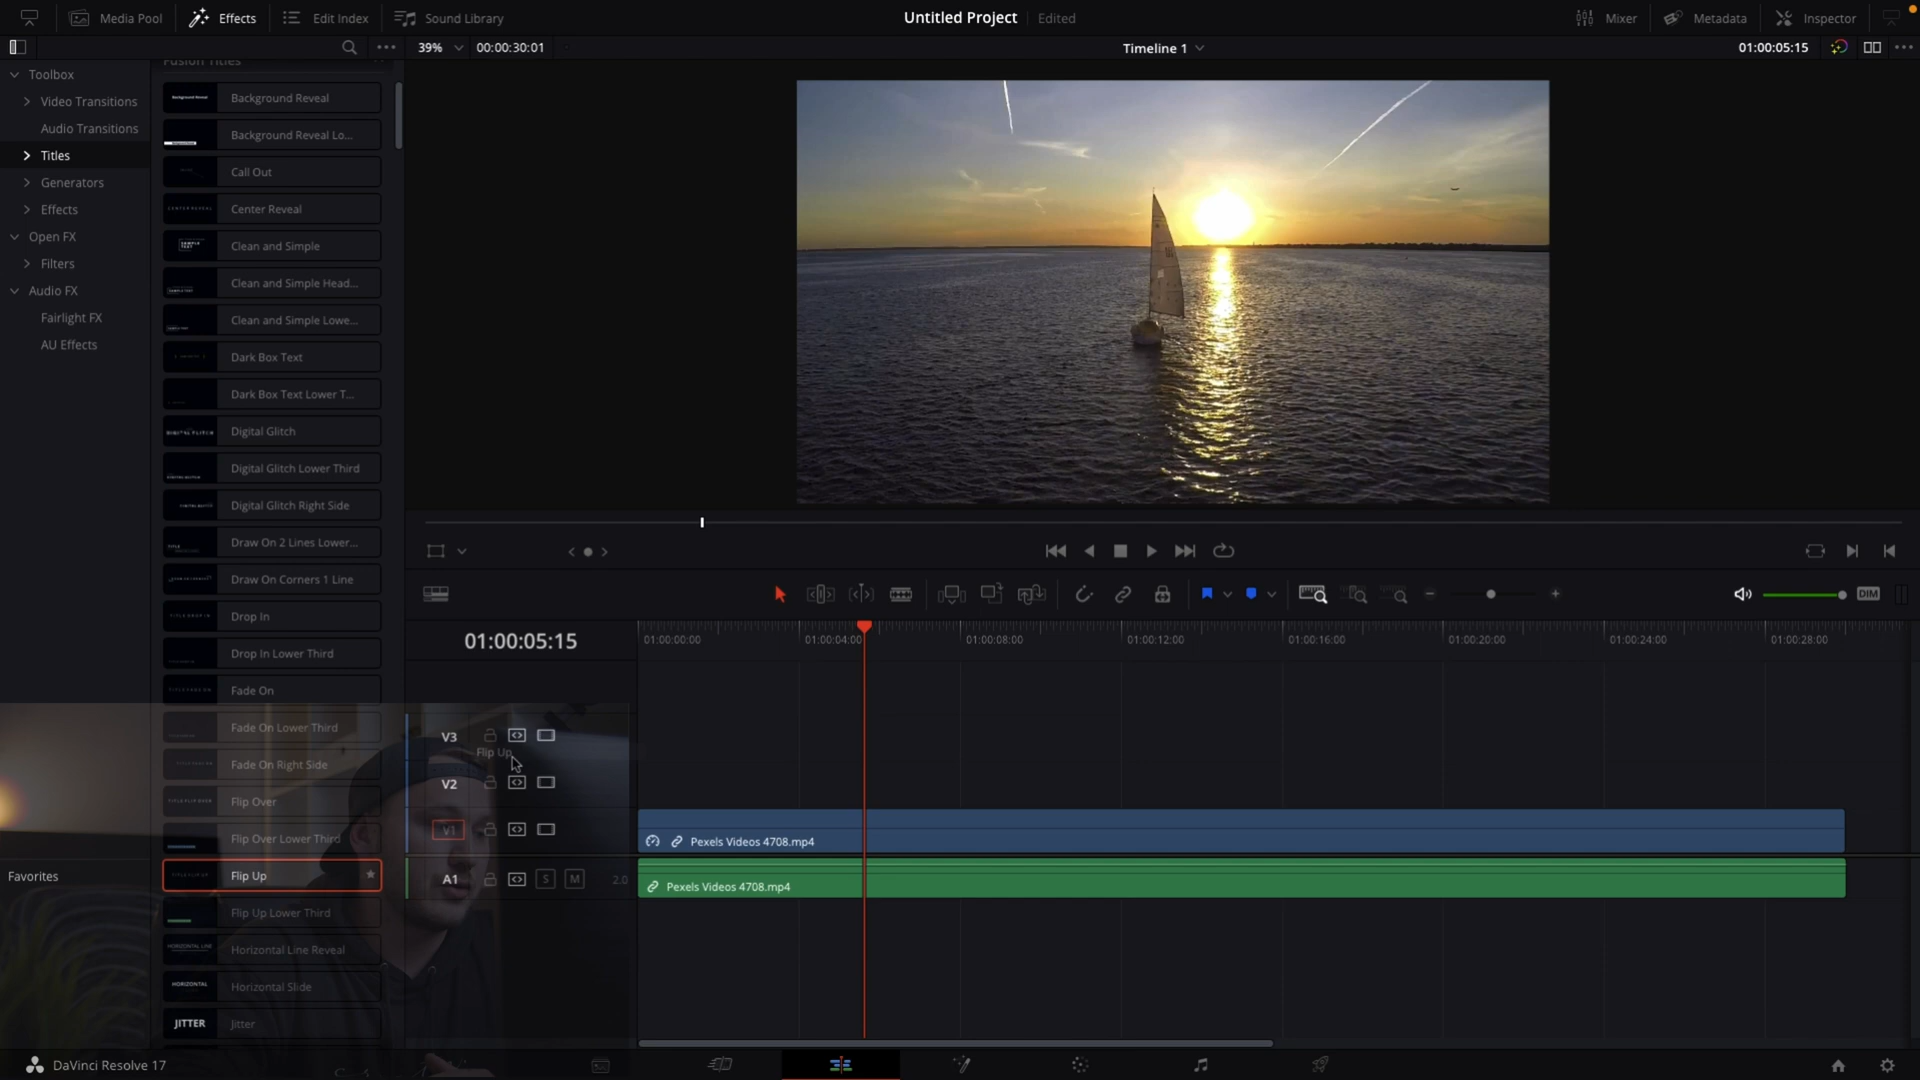 Media Pool
Effects
Edit Index
Sound Library
Untitled Project
Edited
Mixer
Metadata
Inspector
39%
00:00:30:01
Timeline 1
01:00:05:15
Toolbox
Video Transitions
Audio Transitions
Titles
Generators
Effects
Open FX
Filters
Audio FX
Fairlight FX
AU Effects
Favorites
Fusion Titles
Background Reveal
Background Reveal Lo...
Call Out
Center Reveal
Clean and Simple
Clean and Simple Head...
Clean and Simple Lowe...
Dark Box Text
Dark Box Text Lower T...
Digital Glitch
Digital Glitch Lower Third
Digital Glitch Right Side
Draw On 2 Lines Lower...
Draw On Corners 1 Line
Drop In
Drop In Lower Third
Fade On
Fade On Lower Third
Fade On Right Side
Flip Over
Flip Over Lower Third
Flip Up
Flip Up Lower Third
HORIZONTAL LINE
Horizontal Line Reveal
HORIZONTAL
Horizontal Slide
JITTER
Jitter
DIM
01:00:05:15
01:00:00:00
01:00:04:00
01:00:08:00
01:00:12:00
01:00:16:00
01:00:20:00
01:00:24:00
01:00:28:00
V3
Flip Up
V2
V1
Pexels Videos 4708.mp4
A1
S
M
2.0
Pexels Videos 4708.mp4
DaVinci Resolve 17